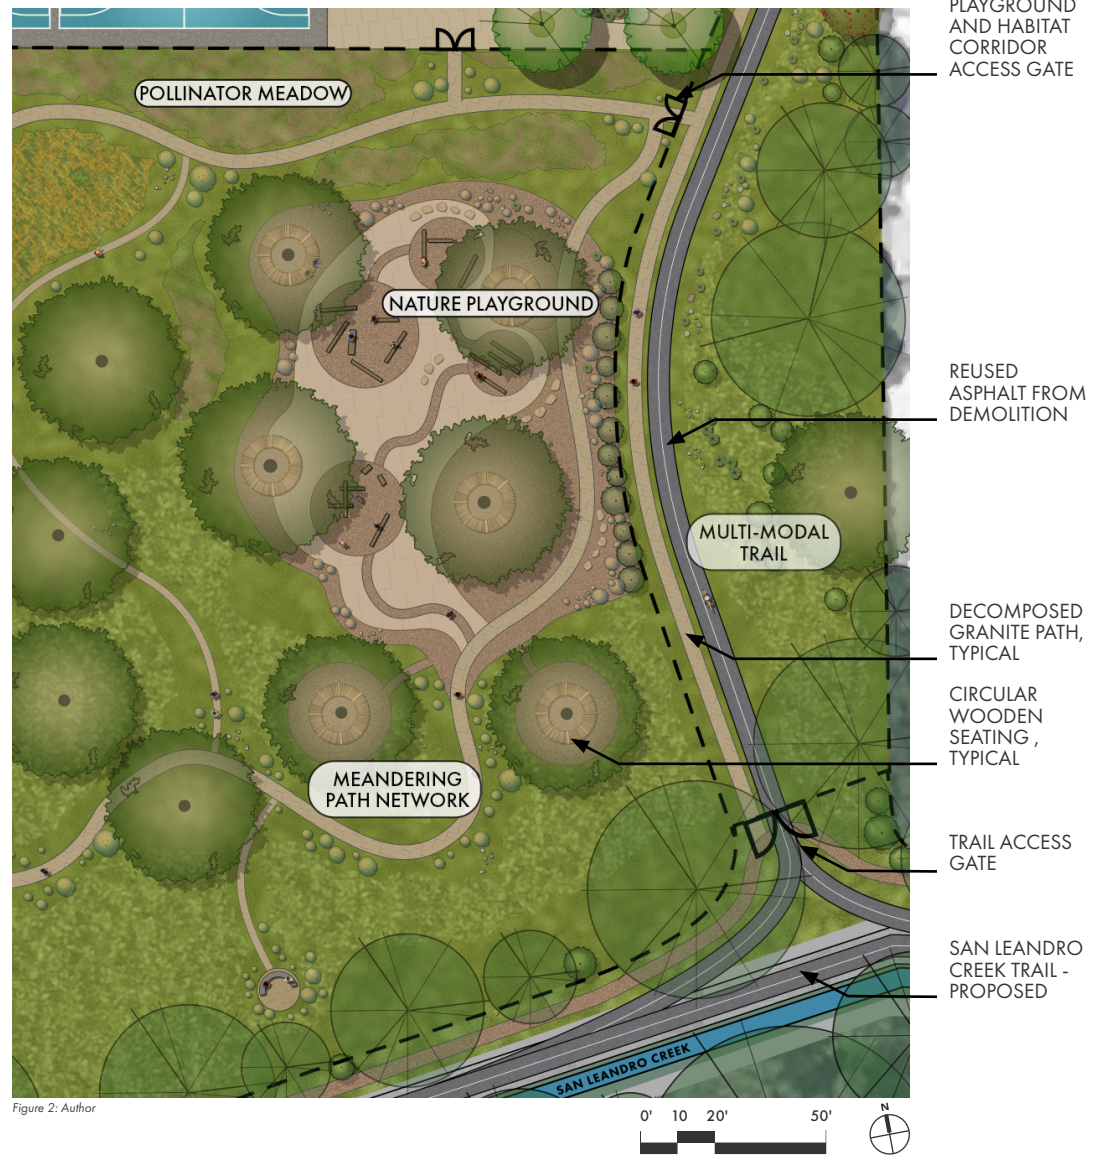 PLAYGROUND
AND HABITAT
CORRIDOR
ACCESS GATE
POLLINATOR MEADOW
NATURE PLAYGROUND
REUSED
ASPHALT FROM
DEMOLITION
MULTI-MODAL
TRAIL
DECOMPOSED
GRANITE PATH,
TYPICAL
CIRCULAR
WOODEN
SEATING ,
TYPICAL
MEANDERING
PATH NETWORK
TRAIL ACCESS
GATE
SAN LEANDRO
CREEK TRAIL -
PROPOSED
SAN LEANDRO CREEK
Figure 2: Author
0' 10 20' 50'
N